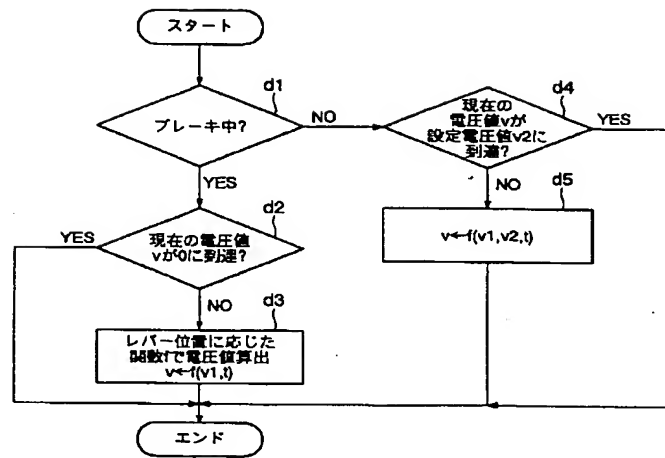 スタート
d1
ブレーキ中?
NO
YES
d4
現在の
電圧値vが
設定電圧値v2に
到達?
YES
NO
d5
v←f(v1,v2,t)
d2
現在の電圧値
vが0に到達?
YES
NO
d3
レバー位置に応じた
関数fで電圧値算出
v←f(v1,t)
エンド